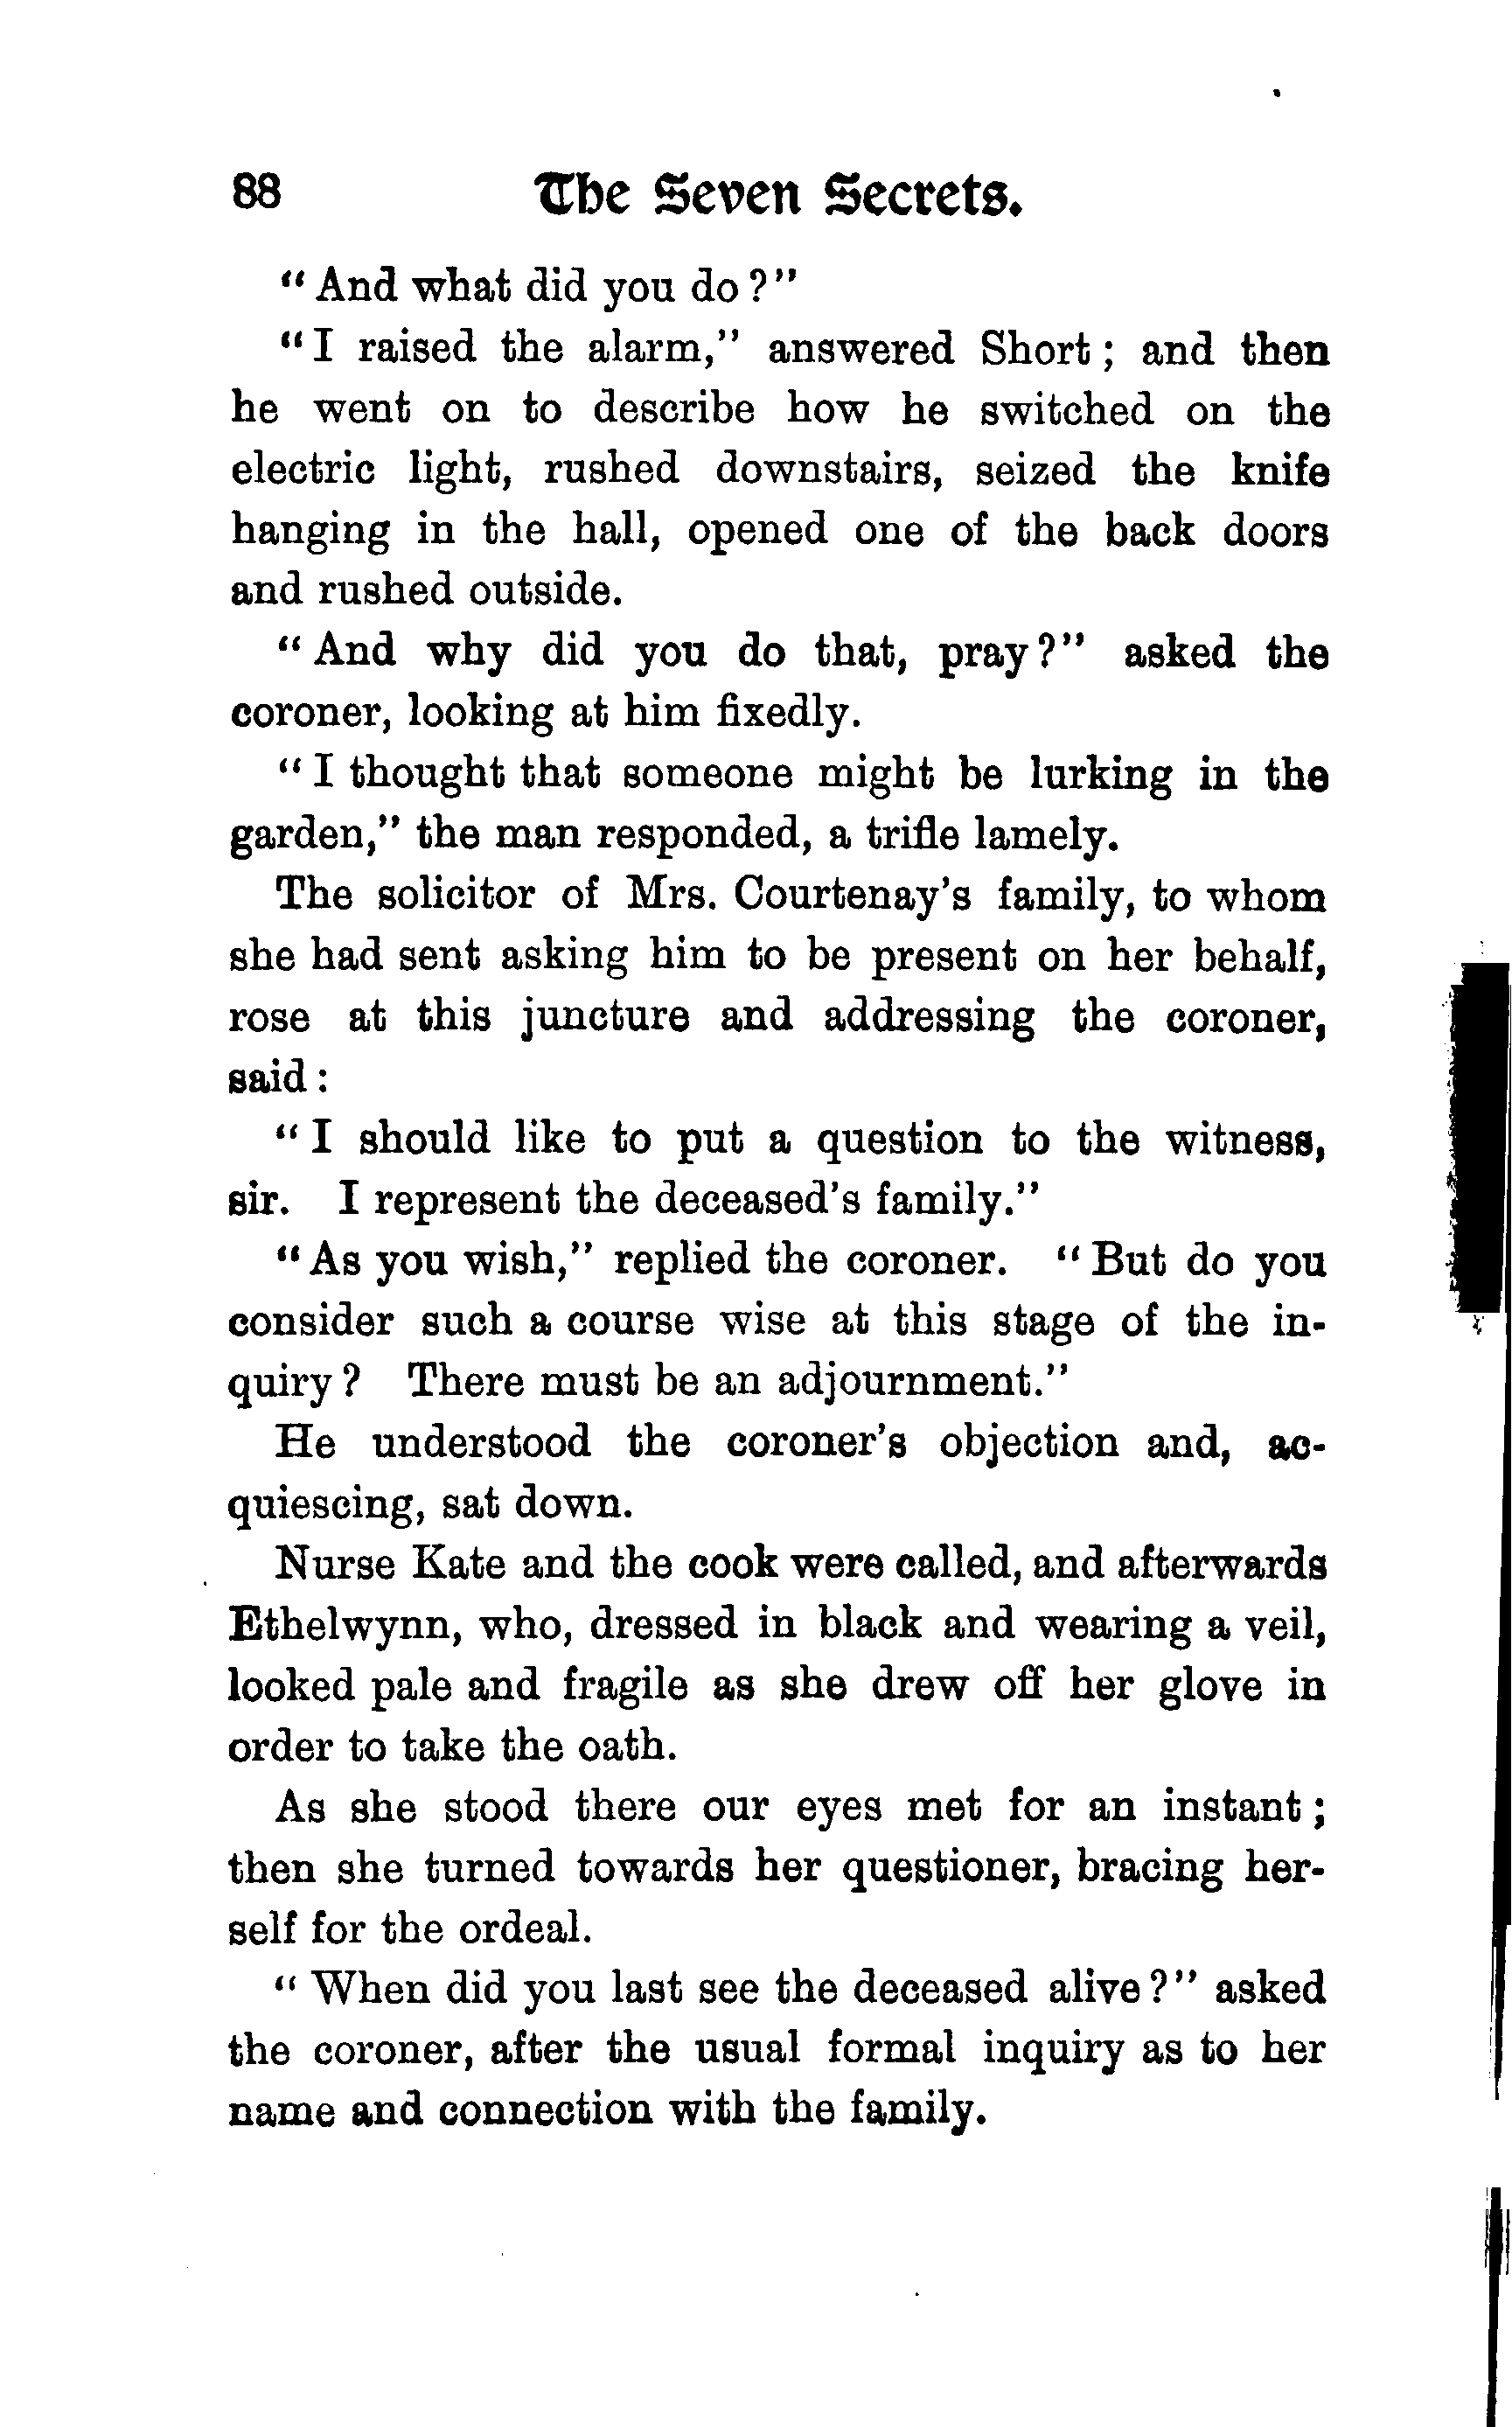 88 The Seven Secrets.
"And what did you do?"
"I raised the alarm," answered Short; and then
he went on to describe how he switched on the
electric light, rushed downstairs, seized the knife
hanging in the hall, opened one of the back doors
and rushed outside.
"And why did you do that, pray?" asked the
coroner, looking at him fixedly.
"I thought that someone might be lurking in the
garden," the man responded, a trifle lamely.
The solicitor of Mrs. Courtenay's family, to whom
she had sent asking him to be present on her behalf,
rose at this juncture and addressing the coroner,
said:
"I should like to put a question to the witness,
sir. I represent the deceased's family."
"As you wish," replied the coroner. "But do you
consider such a course wise at this stage of the in-
quiry? There must be an adjournment."
He understood the coroner's objection and, ac-
quiescing, sat down.
Nurse Kate and the cook were called, and afterwards
Ethelwynn, who, dressed in black and wearing a veil,
looked pale and fragile as she drew off her glove in
order to take the oath.
As she stood there our eyes met for an instant;
then she turned towards her questioner, bracing her-
self for the ordeal.
"When did you last see the deceased alive?" asked
the coroner, after the usual formal inquiry as to her
name and connection with the family.